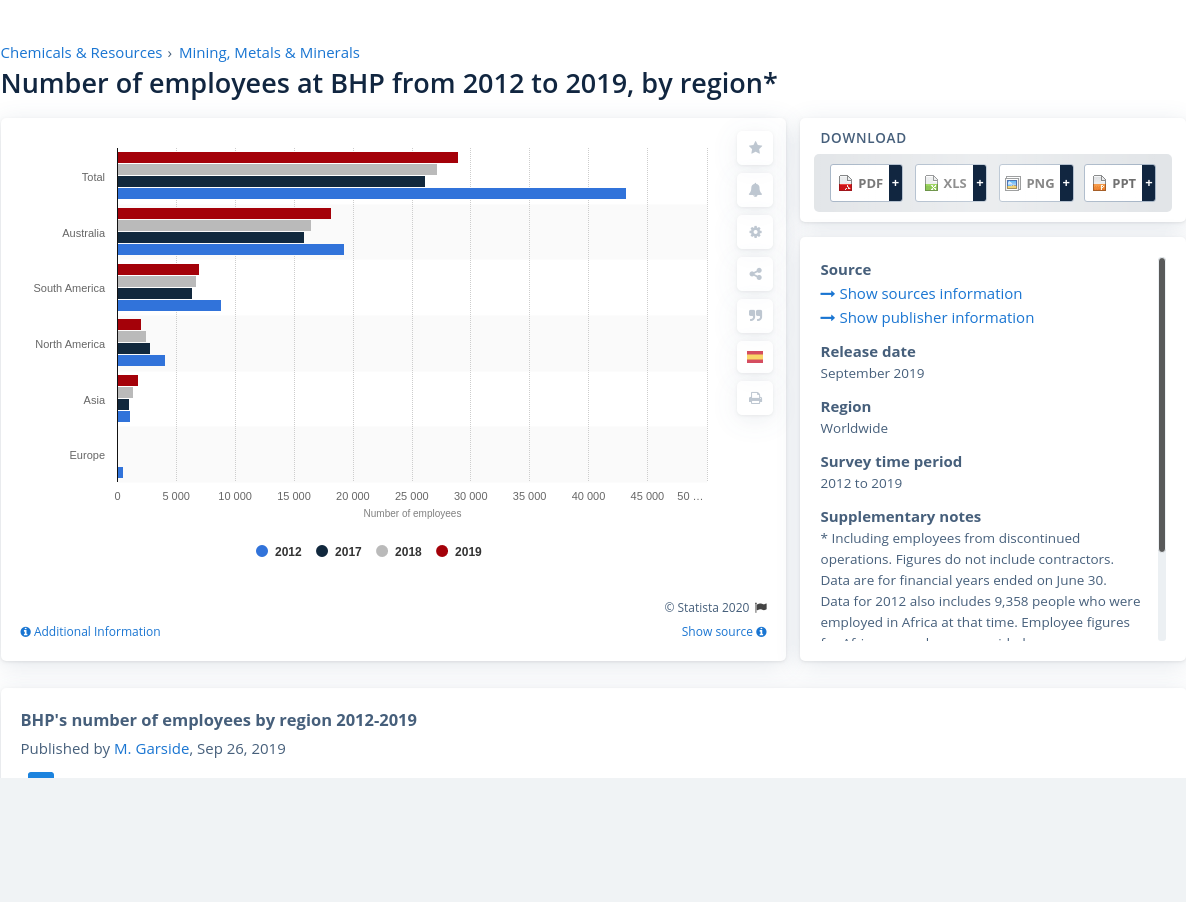 Chemicals & Resources › Mining, Metals & Minerals
Number of employees at BHP from 2012 to 2019, by region*
Total
Australia
South America
North America
Asia
Europe
0 5 000 10 000 15 000 20 000 25 000 30 000 35 000 40 000 45 000 50 …
Number of employees
2012 2017 2018 2019
© Statista 2020
Additional Information
Show source
DOWNLOAD
PDF + XLS + PNG + PPT +
Source
Show sources information
Show publisher information
Release date
September 2019
Region
Worldwide
Survey time period
2012 to 2019
Supplementary notes
* Including employees from discontinued
operations. Figures do not include contractors.
Data are for financial years ended on June 30.
Data for 2012 also includes 9,358 people who were
employed in Africa at that time. Employee figures
BHP's number of employees by region 2012-2019
Published by M. Garside, Sep 26, 2019